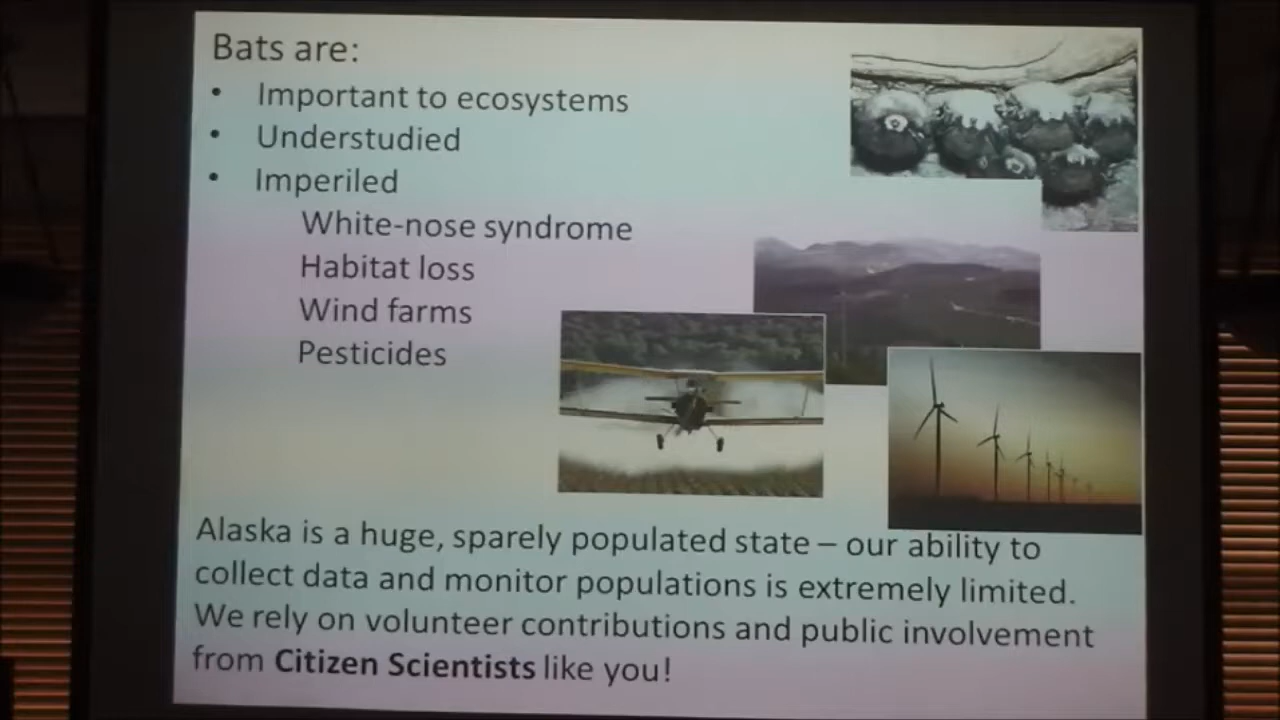 Bats are:
• Important to ecosystems
• Understudied
• Imperiled
White-nose syndrome
Habitat loss
Wind farms
Pesticides
Alaska is a huge, sparely populated state – our ability to
collect data and monitor populations is extremely limited.
We rely on volunteer contributions and public involvement
from Citizen Scientists like you!